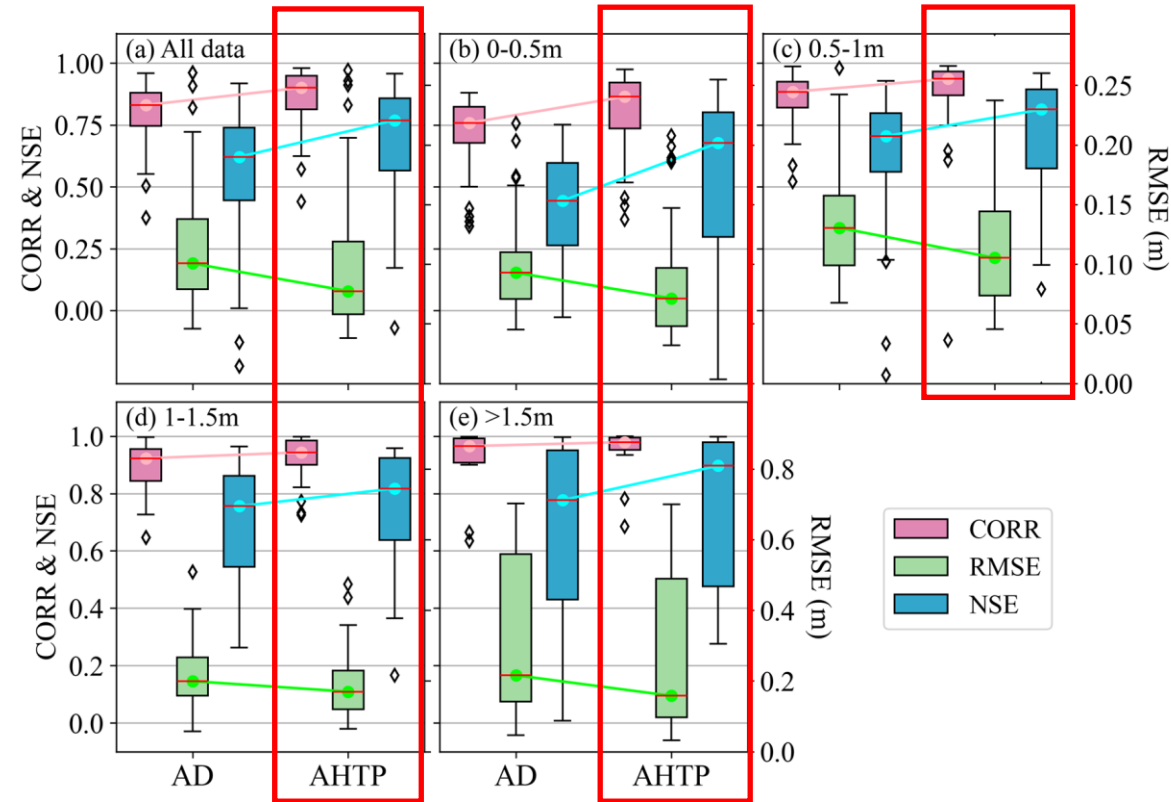 (a) All data
(b) 0-0.5m
(c) 0.5-1m
CORR & NSE
1.00
0.75
0.50
0.25
0.00
RMSE (m)
0.25
0.20
0.15
0.10
0.05
0.00
(d) 1-1.5m
(e) >1.5m
CORR & NSE
1.0
0.8
0.6
0.4
0.2
0.0
RMSE (m)
0.8
0.6
0.4
0.2
0.0
AD
AHTP
AD
AHTP
CORR
RMSE
NSE